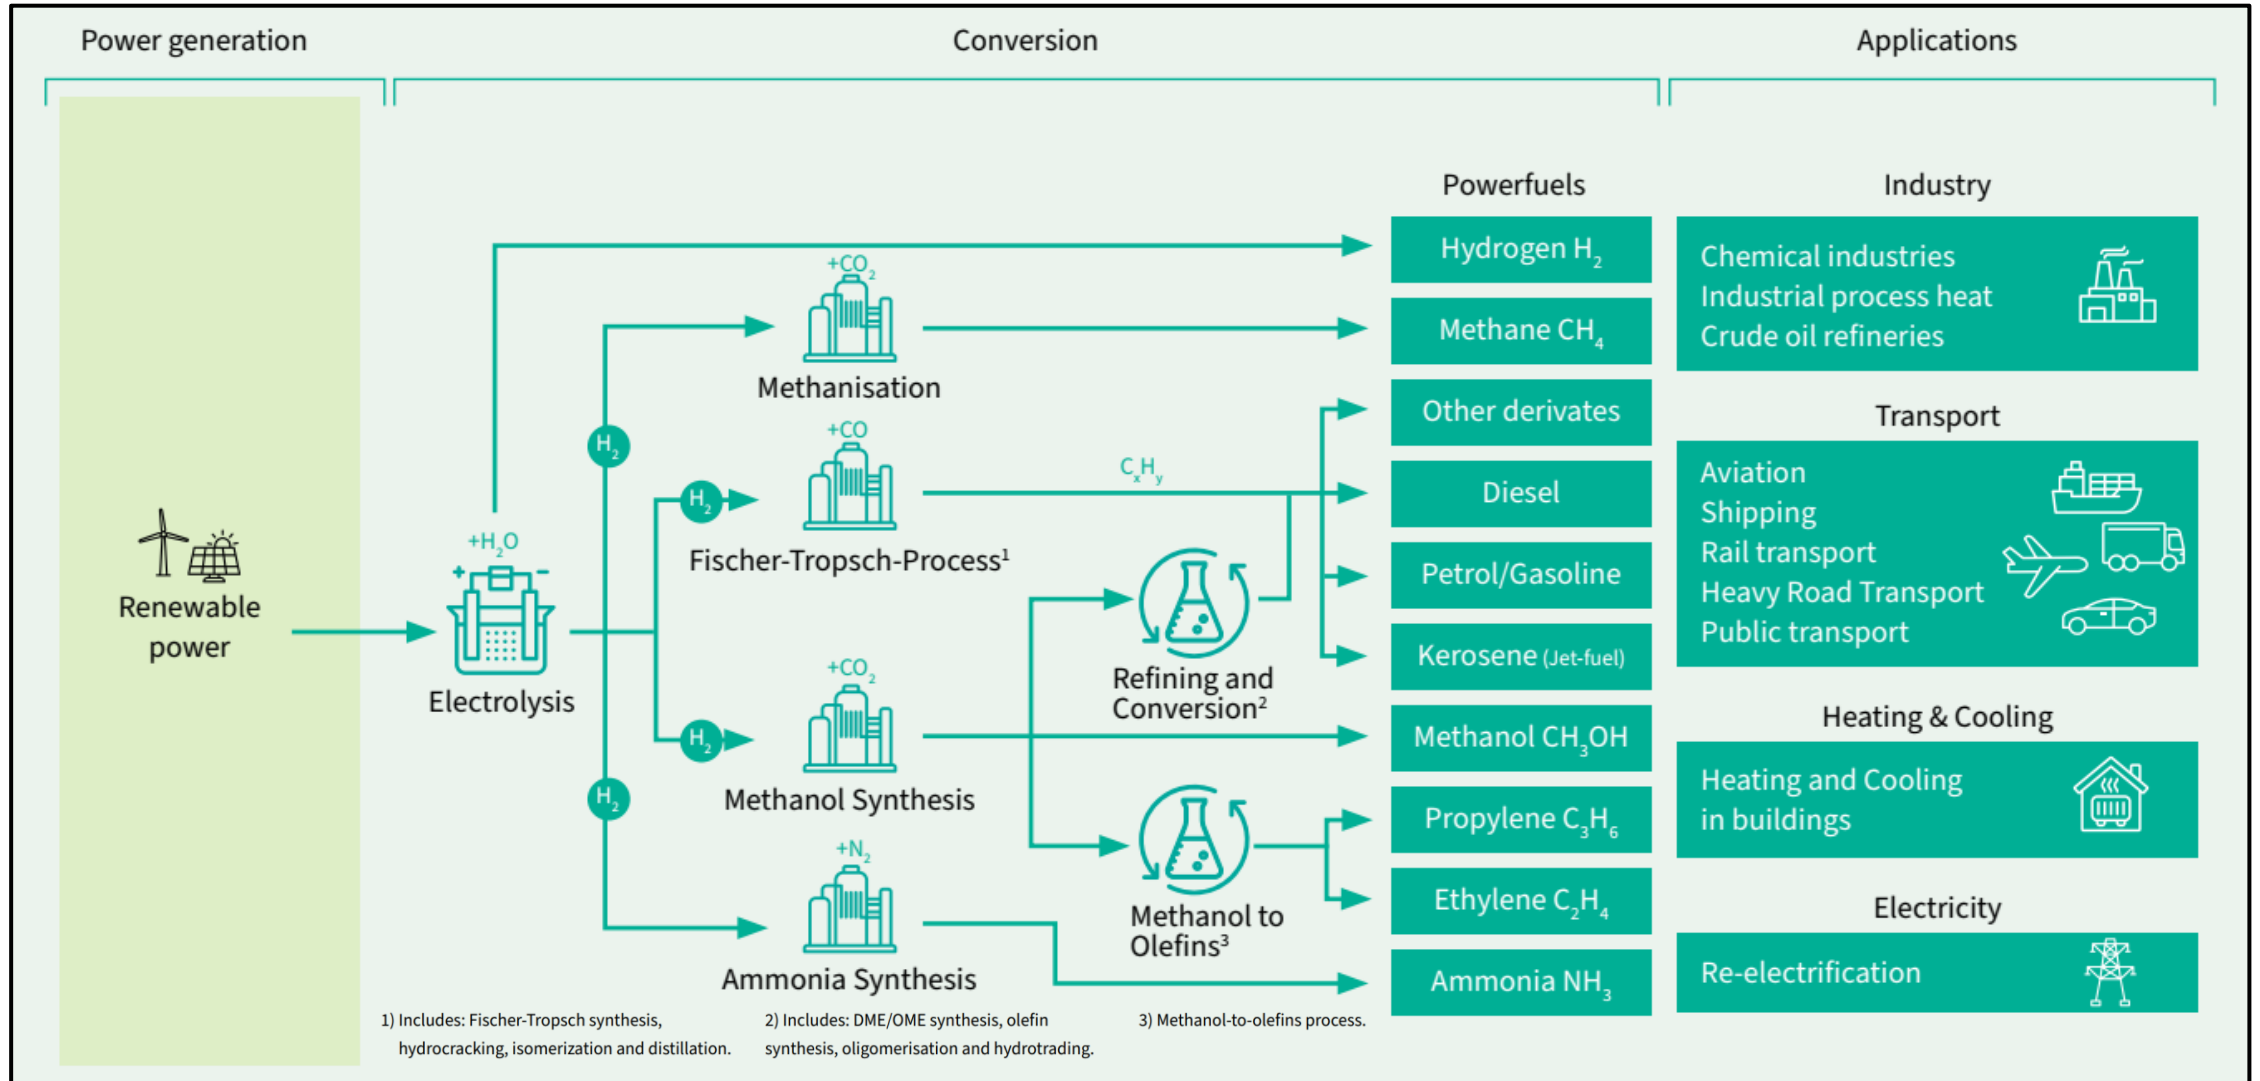 Power generation
Conversion
Applications
Powerfuels
Industry
Hydrogen H₂
Chemical industries
Industrial process heat
Crude oil refineries
+CO₂
Methane CH₄
Methanisation
Other derivates
Transport
H₂
+CO
CₓHᵧ
H₂
Diesel
Aviation
Shipping
Rail transport
Heavy Road Transport
Public transport
Fischer-Tropsch-Process¹
+H₂O
+ −
Petrol/Gasoline
Renewable
power
Electrolysis
+CO₂
Refining and
Conversion²
Kerosene (Jet-fuel)
H₂
Methanol CH₃OH
Heating & Cooling
Methanol Synthesis
H₂
Heating and Cooling
in buildings
Propylene C₃H₆
+N₂
Methanol to
Olefins³
Ethylene C₂H₄
Electricity
Ammonia Synthesis
Ammonia NH₃
Re-electrification
1) Includes: Fischer-Tropsch synthesis,
hydrocracking, isomerization and distillation.
2) Includes: DME/OME synthesis, olefin
synthesis, oligomerisation and hydrotrading.
3) Methanol-to-olefins process.